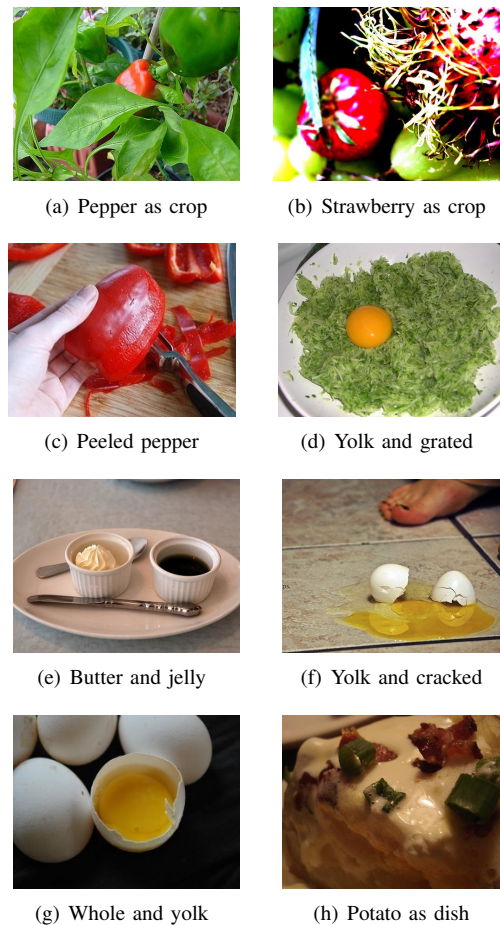 (a) Pepper as crop
(b) Strawberry as crop
(c) Peeled pepper
(d) Yolk and grated
(e) Butter and jelly
(f) Yolk and cracked
(g) Whole and yolk
(h) Potato as dish